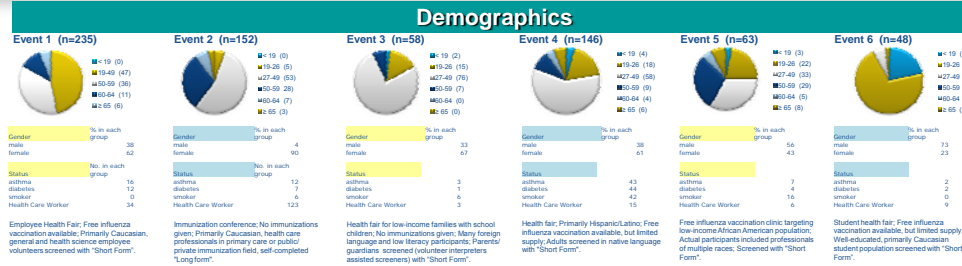 Demographics
Event 1 (n=235)
< 19 (0)
19-49 (47)
50-59 (36)
60-64 (11)
≥ 65 (6)
Gender
% in each group
male 38
female 62
Status
No. in each group
asthma 16
diabetes 12
smoker 0
Health Care Worker 34
Employee Health Fair; Free influenza
vaccination available; Primarily Caucasian,
general and health science employee
volunteers screened with "Short Form".
Event 2 (n=152)
< 19 (0)
19-26 (5)
27-49 (53)
50-59 (28)
60-64 (7)
≥ 65 (3)
Gender
% in each group
male 4
female 90
Status
No. in each group
asthma 12
diabetes 7
smoker 6
Health Care Worker 123
Immunization conference; No immunizations
given; Primarily Caucasian, health care
professionals in primary care or public/
private immunization field, self-completed
"Long form".
Event 3 (n=58)
< 19 (2)
19-26 (15)
27-49 (76)
50-59 (7)
60-64 (0)
≥ 65 (0)
Gender
% in each group
male 33
female 67
Status
asthma 3
diabetes 1
smoker 6
Health Care Worker 3
Health fair for low-income families with school
children; No immunizations given; Many foreign
language and low literacy participants; Parents/
guardians screened (volunteer interpreters
assisted screeners) with "Short Form".
Event 4 (n=146)
< 19 (4)
19-26 (18)
27-49 (58)
50-59 (9)
60-64 (4)
≥ 65 (6)
Gender
% in each group
male 38
female 61
Status
asthma 43
diabetes 44
smoker 42
Health Care Worker 15
Health fair; Primarily Hispanic/Latino; Free
influenza vaccination available, but limited
supply; Adults screened in native language
with "Short Form".
Event 5 (n=63)
< 19 (3)
19-26 (22)
27-49 (33)
50-59 (29)
60-64 (5)
≥ 65 (8)
Gender
% in each group
male 56
female 43
Status
asthma 7
diabetes 4
smoker 16
Health Care Worker 6
Free influenza vaccination clinic targeting
low-income African American population;
Actual participants included professionals
of multiple races; Screened with "Short
Form".
Event 6 (n=48)
< 19
19-26
27-49
50-59
60-64
≥ 65
Gender
% in each group
male 73
female 23
Status
asthma 2
diabetes 2
smoker 0
Health Care Worker 9
Student health fair; Free influenza
vaccination available, but limited supply
Well-educated, primarily Caucasian
student population screened with "Short
Form".